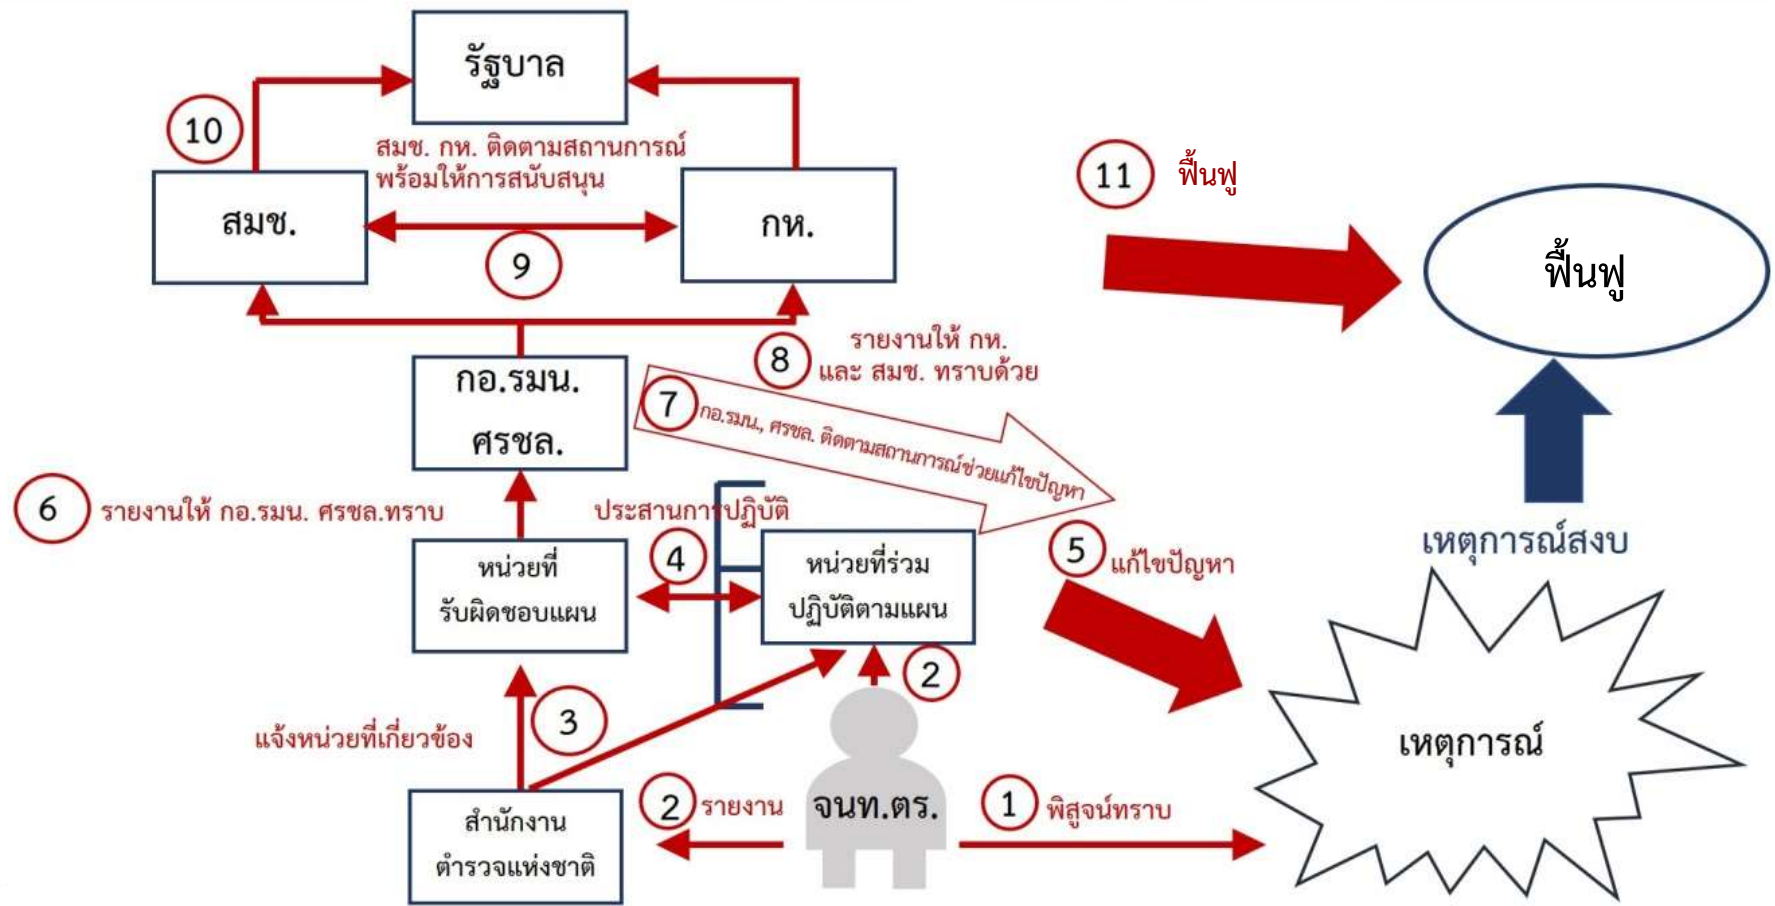 รัฐบาล
10
สมช. กห. ติดตามสถานการณ์
พร้อมให้การสนับสนุน
11 ฟื้นฟู
สมช.
กห.
9
ฟื้นฟู
8
รายงานให้ กห.
และ สมช. ทราบด้วย
กอ.รมน.
ศรชล.
7 กอ.รมน., ศรชล. ติดตามสถานการณ์ช่วยแก้ไขปัญหา
6 รายงานให้ กอ.รมน. ศรชล.ทราบ
ประสานการปฏิบัติ
4
หน่วยที่
รับผิดชอบแผน
หน่วยที่ร่วม
ปฏิบัติตามแผน
5 แก้ไขปัญหา
เหตุการณ์สงบ
2
3
แจ้งหน่วยที่เกี่ยวข้อง
เหตุการณ์
สำนักงาน
ตำรวจแห่งชาติ
2 รายงาน
จนท.ตร.
1 พิสูจน์ทราบ